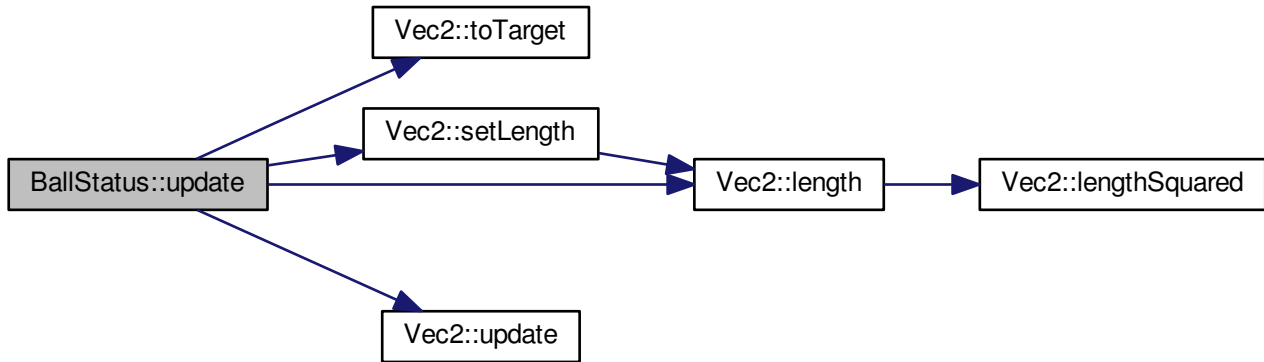 Vec2::toTarget
Vec2::setLength
BallStatus::update
Vec2::length
Vec2::lengthSquared
Vec2::update